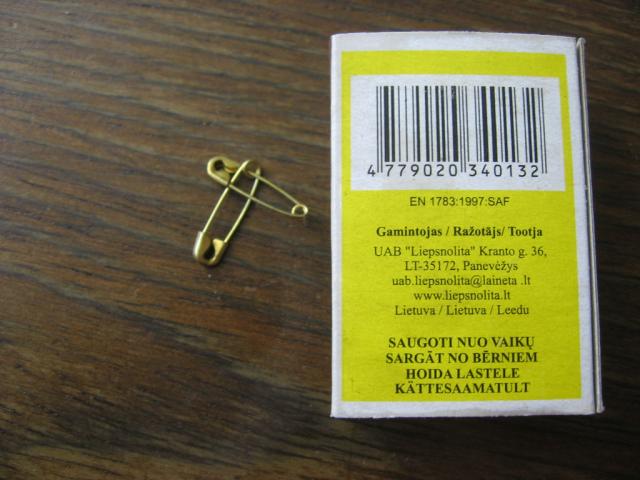 4 779020 340132
EN 1783:1997:SAF
Gamintojas / Ražotājs/ Tootja
UAB "Liepsnolita" Kranto g. 36,
LT-35172, Panevėžys
uab.liepsnolita@laineta .lt
www.liepsnolita.lt
Lietuva / Lietuva / Leedu
SAUGOTI NUO VAIKŲ
SARGĀT NO BĒRNIEM
HOIDA LASTELE
KÄTTESAAMATULT